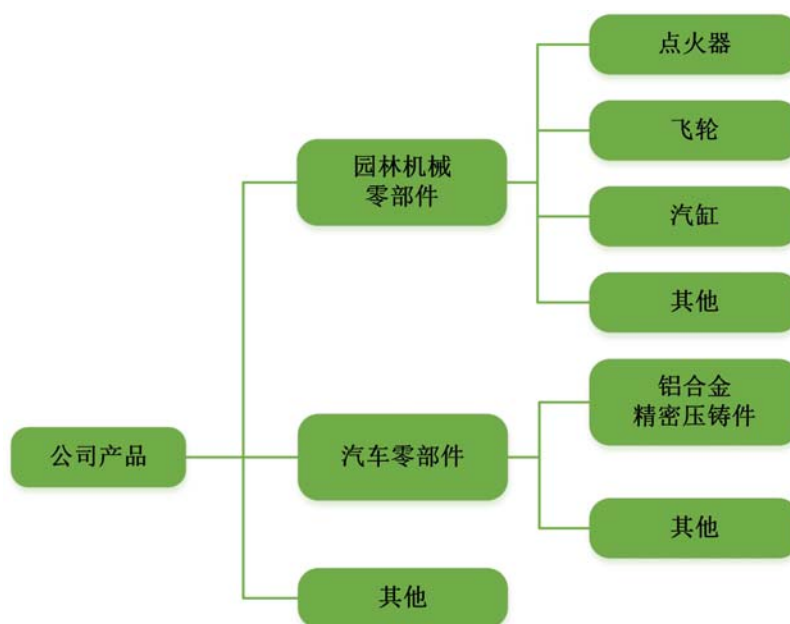 点火器
飞轮
园林机械
零部件
汽缸
其他
铝合金
精密压铸件
公司产品
汽车零部件
其他
其他